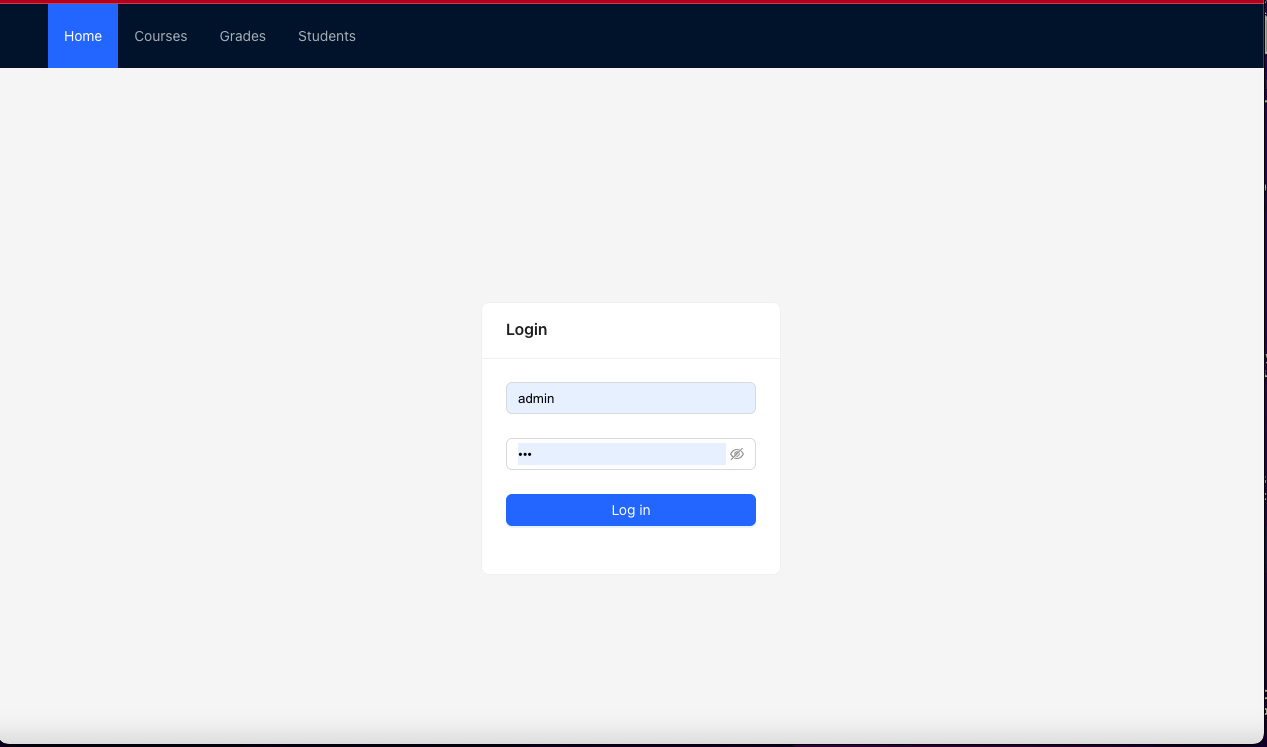 Home Courses Grades Students
Login
admin
•••
Log in